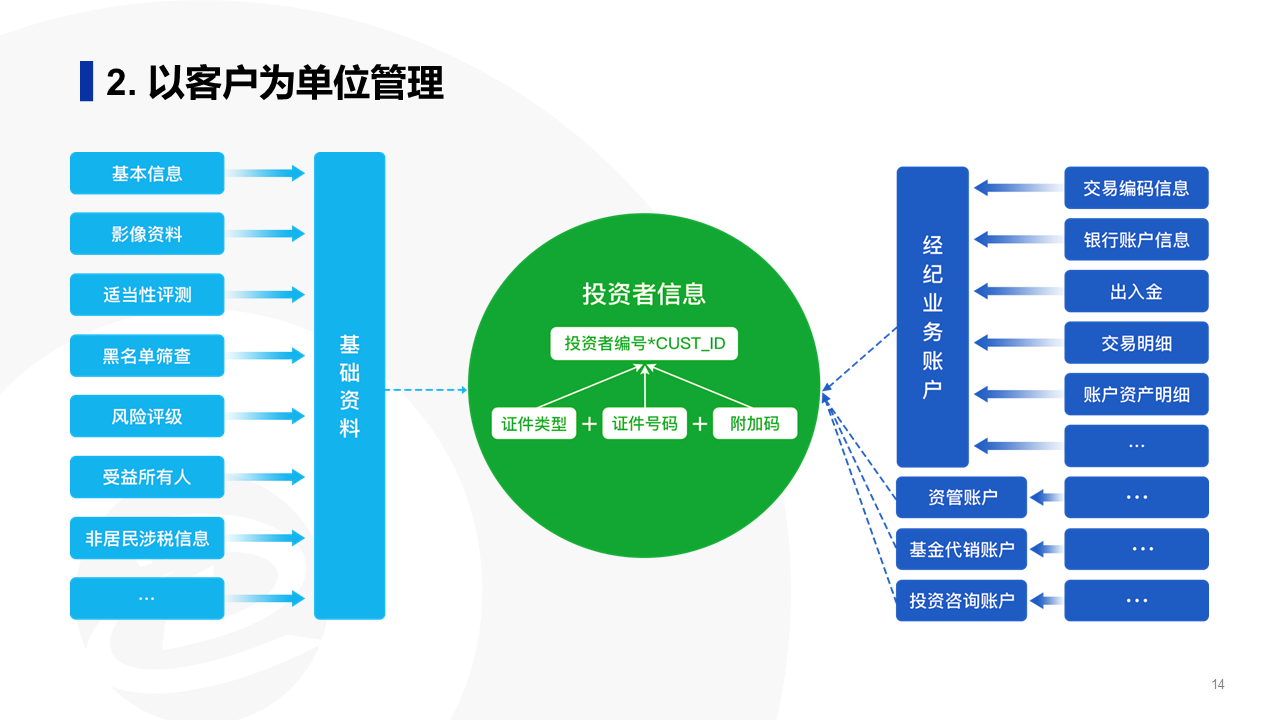 2. 以客户为单位管理
基本信息
影像资料
适当性评测
黑名单筛查
风险评级
受益所有人
非居民涉税信息
...
基础资料
投资者信息
投资者编号*CUST_ID
证件类型 + 证件号码 + 附加码
经纪业务账户
交易编码信息
银行账户信息
出入金
交易明细
账户资产明细
...
资管账户
...
基金代销账户
...
投资咨询账户
...
14